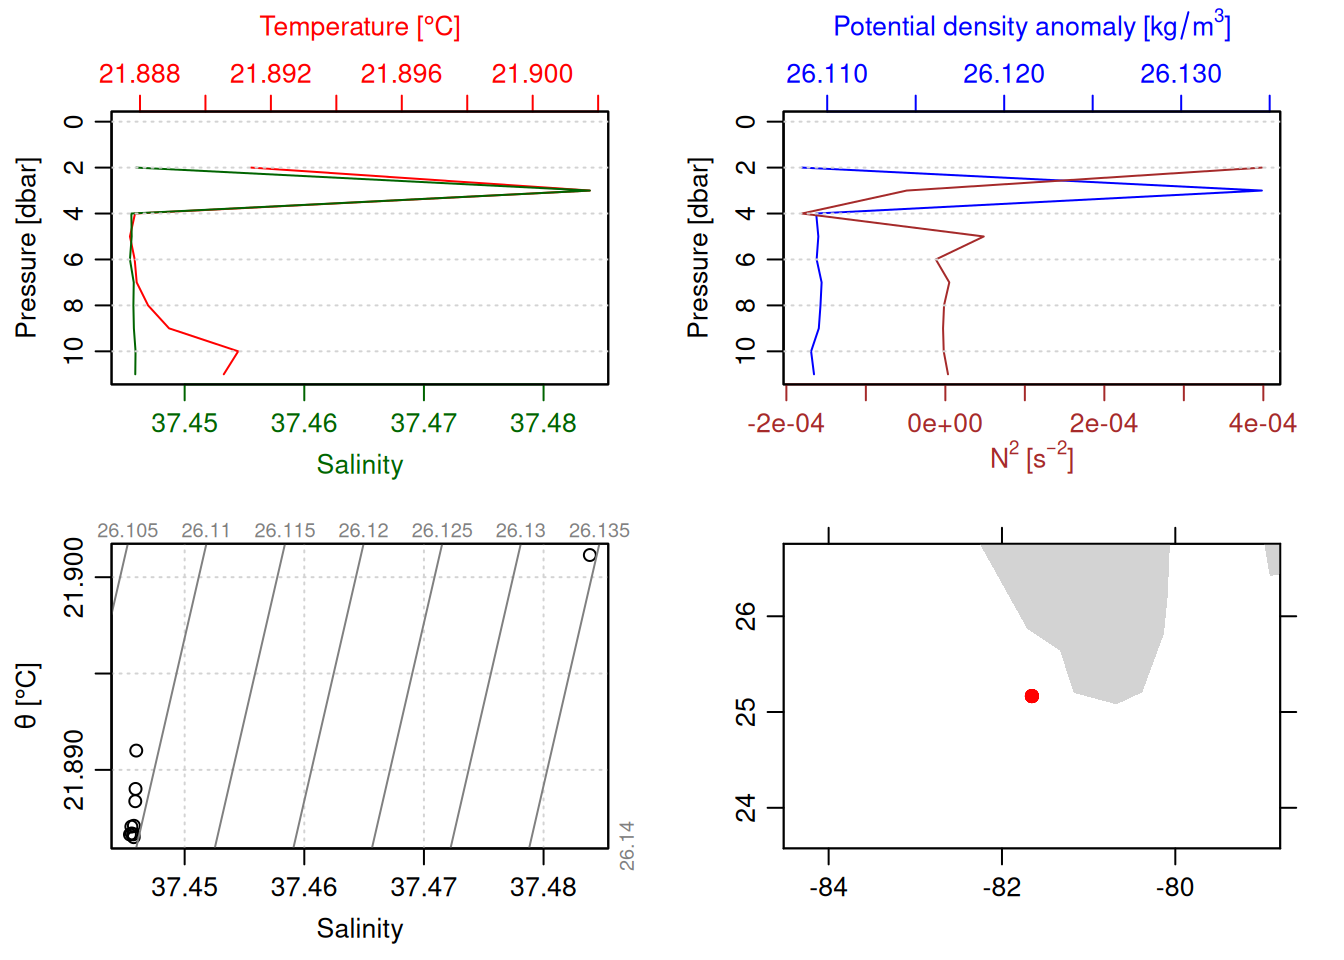 Temperature [°C]
21.888 21.892 21.896 21.900
Pressure [dbar]
0
2
4
6
8
10
37.45 37.46 37.47 37.48
Salinity
Potential density anomaly [kg/m³]
26.110 26.120 26.130
Pressure [dbar]
0
2
4
6
8
10
-2e-04 0e+00 2e-04 4e-04
N² [s⁻²]
26.105 26.11 26.115 26.12 26.125 26.13 26.135
θ [°C]
21.900
21.890
26.14
37.45 37.46 37.47 37.48
Salinity
26
25
24
-84 -82 -80